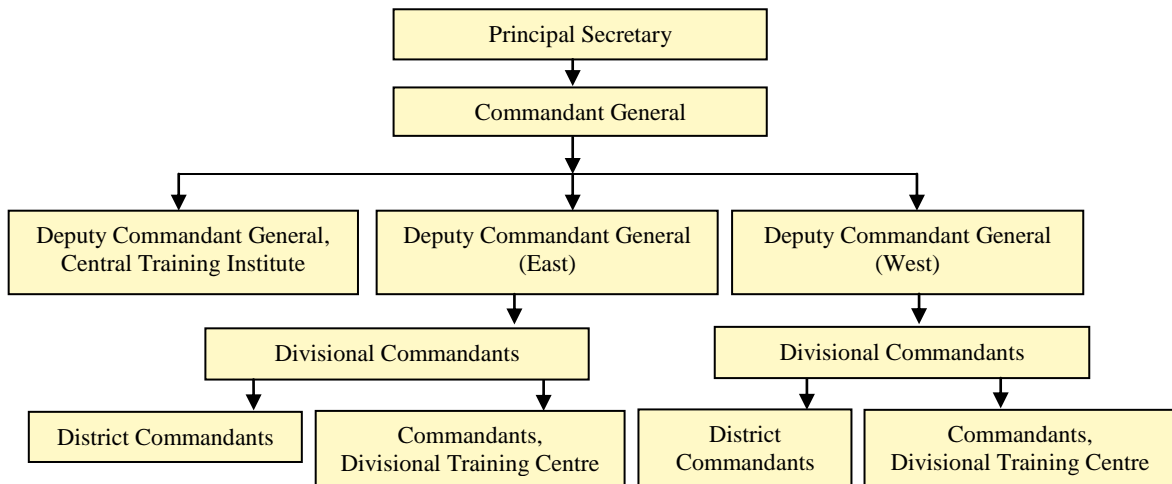 Principal Secretary
Commandant General
Deputy Commandant General,
Central Training Institute
Deputy Commandant General
(East)
Deputy Commandant General
(West)
Divisional Commandants
Divisional Commandants
District Commandants
Commandants,
Divisional Training Centre
District
Commandants
Commandants,
Divisional Training Centre